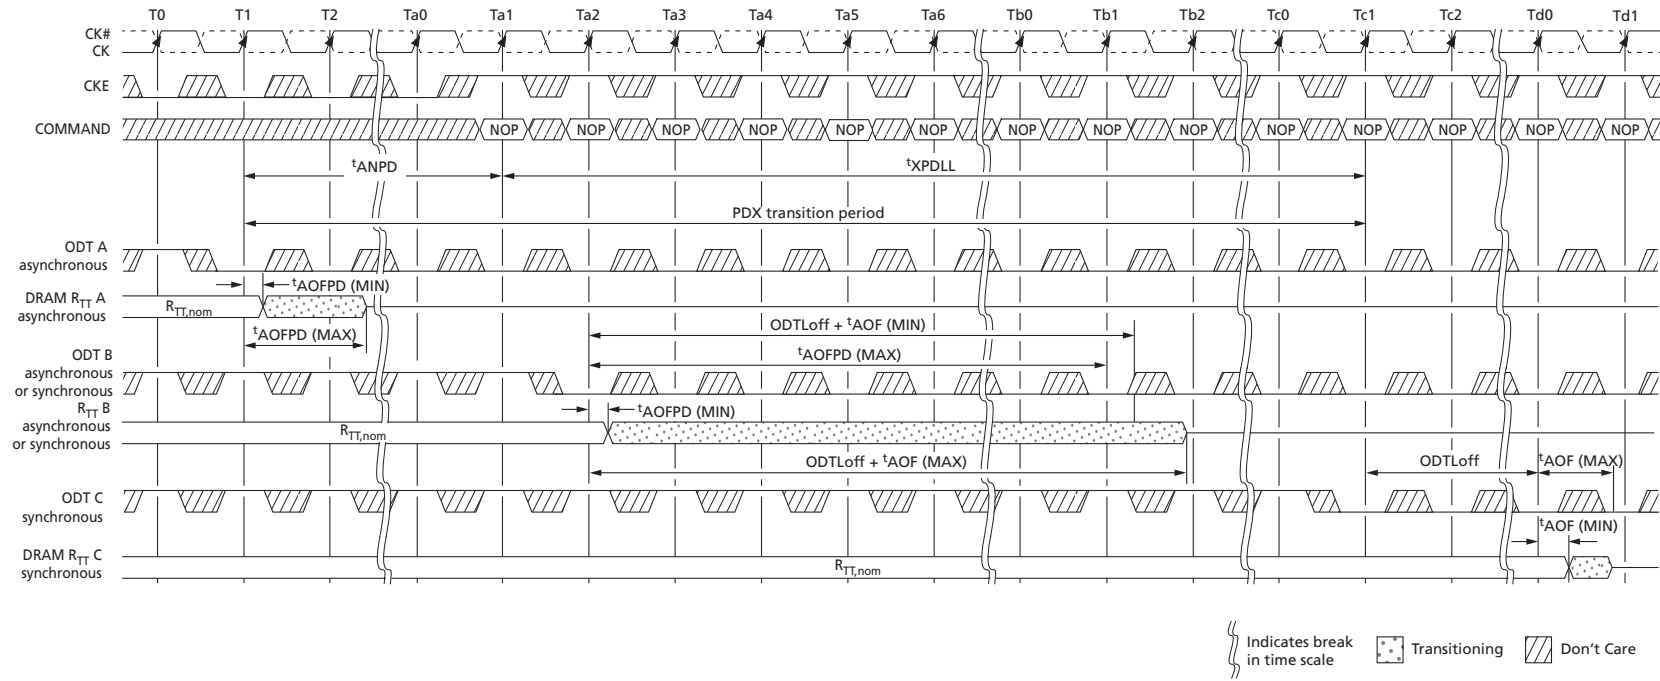 T0 T1 T2 Ta0 Ta1 Ta2 Ta3 Ta4 Ta5 Ta6 Tb0 Tb1 Tb2 Tc0 Tc1 Tc2 Td0 Td1
CK#
CK
CKE
COMMAND
NOP NOP NOP NOP NOP NOP NOP NOP NOP NOP NOP NOP NOP NOP
tANPD
tXPDLL
PDX transition period
ODT A
asynchronous
tAOFPD (MIN)
DRAM RTT A
asynchronous
RTT,nom
tAOFPD (MAX)
ODTLoff + tAOF (MIN)
tAOFPD (MAX)
ODT B
asynchronous
or synchronous
tAOFPD (MIN)
RTT B
asynchronous
or synchronous
RTT,nom
ODTLoff + tAOF (MAX)
ODTLoff
tAOF (MAX)
ODT C
synchronous
tAOF (MIN)
DRAM RTT C
synchronous
RTT,nom
Indicates break
in time scale
Transitioning
Don't Care